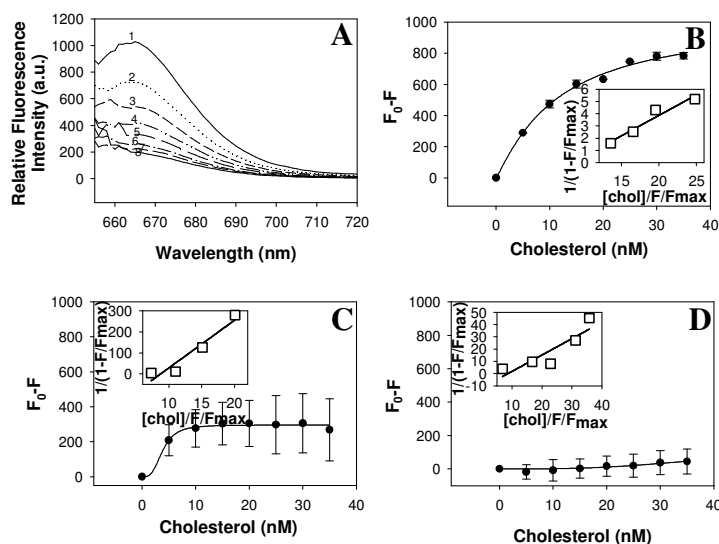 A
Relative Fluorescence
Intensity (a.u.)
1200
1000
800
600
400
200
0
1
2
3
4
5
6
8
660 670 680 690 700 710 720
Wavelength (nm)
B
F0-F
1000
800
600
400
200
0
0 10 20 30 40
Cholesterol (nM)
1/(1-F/Fmax)
6
5
4
3
2
1
0
15 20 25
[chol]/F/Fmax
C
F0-F
1000
800
600
400
200
0
0 10 20 30 40
Cholesterol (nM)
1/(1-F/Fmax)
300
200
100
0
10 15 20
[chol]/F/Fmax
D
F0-F
1000
800
600
400
200
0
0 10 20 30 40
Cholesterol (nM)
1/(1-F/Fmax)
50
40
30
20
10
0
-10
10 20 30 40
[chol]/F/Fmax